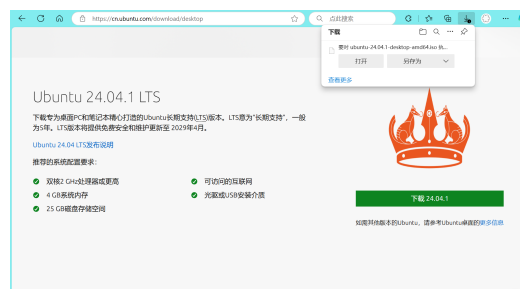 https://cn.ubuntu.com/download/desktop
点此搜索
下载
要对 ubuntu-24.04.1-desktop-amd64.iso 执...
打开
另存为
查看更多
Ubuntu 24.04.1 LTS
下载专为桌面PC和笔记本精心打造的Ubuntu长期支持(LTS)版本。LTS意为"长期支持"，一般
为5年。LTS版本将提供免费安全和维护更新至 2029年4月。
Ubuntu 24.04 LTS发布说明
推荐的系统配置要求:
双核2 GHz处理器或更高
可访问的互联网
4 GB系统内存
光驱或USB安装介质
25 GB磁盘存储空间
下载 24.04.1
如需其他版本的Ubuntu，请参考Ubuntu桌面的更多信息